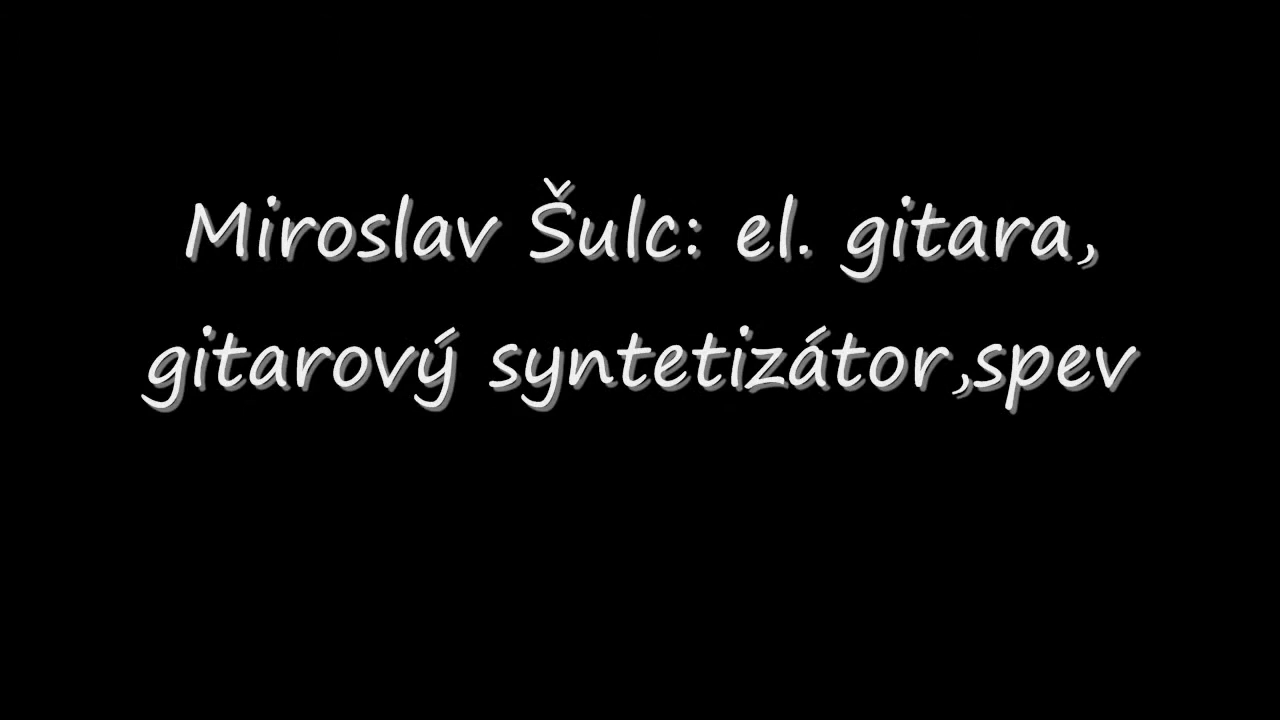 Miroslav Šulc: el. gitara,
gitarový syntetizátor,spev